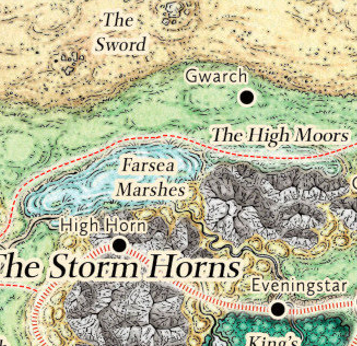 The
Sword
Gwarch
The High Moors
Farsea
Marshes
High Horn
The Storm Horns
Eveningstar
King's